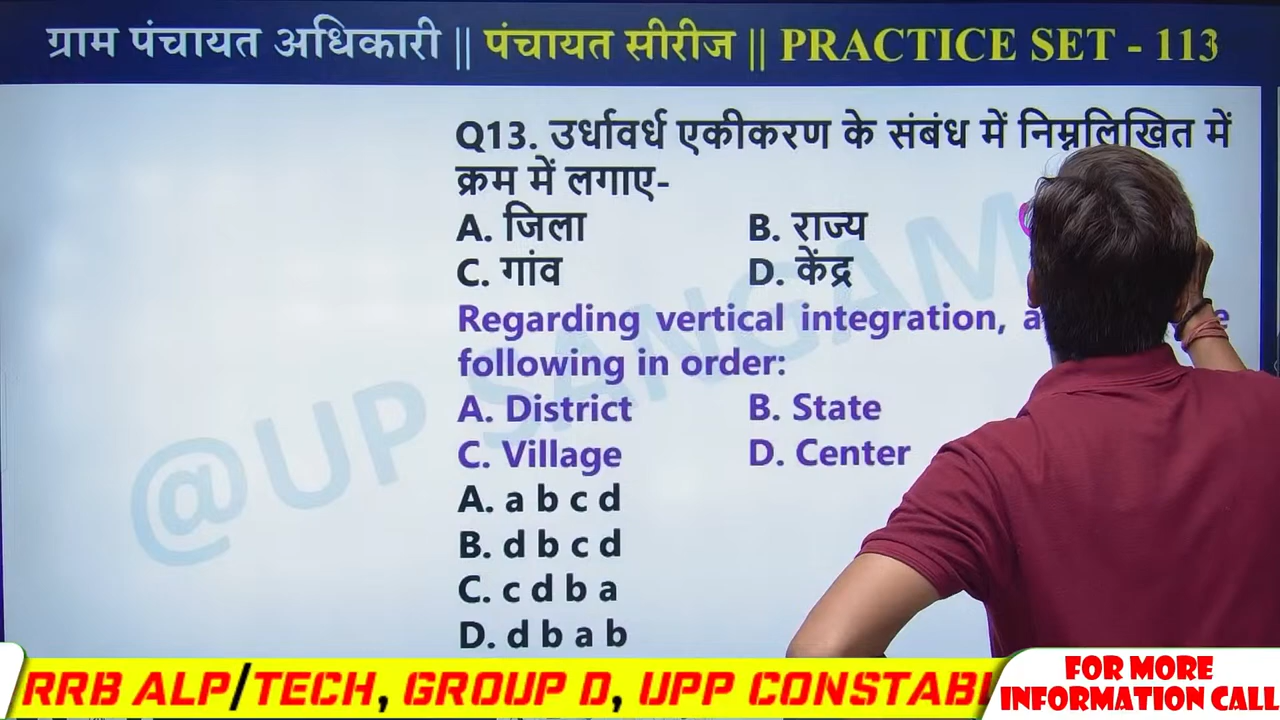 ग्राम पंचायत अधिकारी || पंचायत सीरीज || PRACTICE SET - 113
Q13. उर्धावर्ध एकीकरण के संबंध में निम्नलिखित में
क्रम में लगाए-
A. जिला B. राज्य
C. गांव D. केंद्र
Regarding vertical integration,
following in order:
A. District B. State
C. Village D. Center
A. a b c d
B. d b c d
C. c d b a
D. d b a b
@UP SANGAM
RRB ALP/TECH, GROUP D, UPP
FOR MORE
INFORMATION CALL